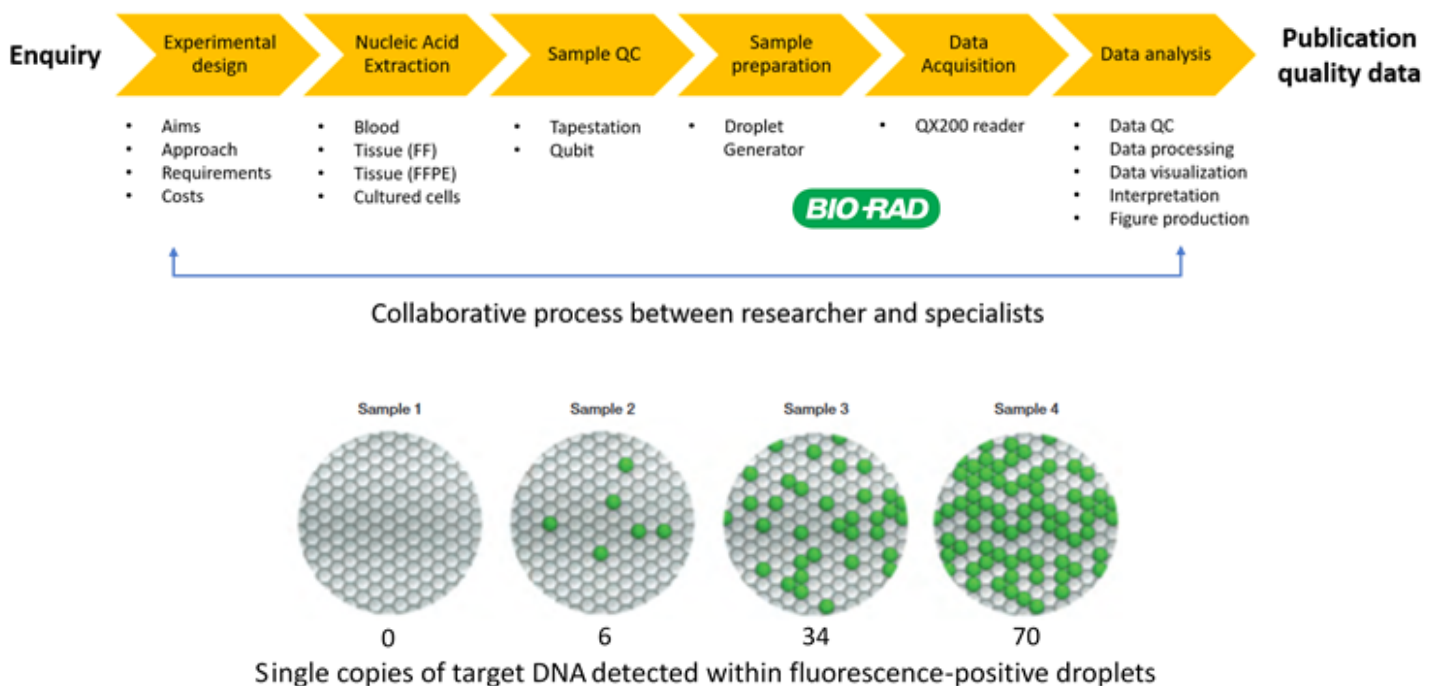 Enquiry
Experimental
design
Nucleic Acid
Extraction
Sample QC
Sample
preparation
Data
Acquisition
Data analysis
Publication
quality data
• Aims
• Approach
• Requirements
• Costs
• Blood
• Tissue (FF)
• Tissue (FFPE)
• Cultured cells
• Tapestation
• Qubit
• Droplet
Generator
• QX200 reader
• Data QC
• Data processing
• Data visualization
• Interpretation
• Figure production
BIO-RAD
Collaborative process between researcher and specialists
Sample 1
Sample 2
Sample 3
Sample 4
0
6
34
70
Single copies of target DNA detected within fluorescence-positive droplets